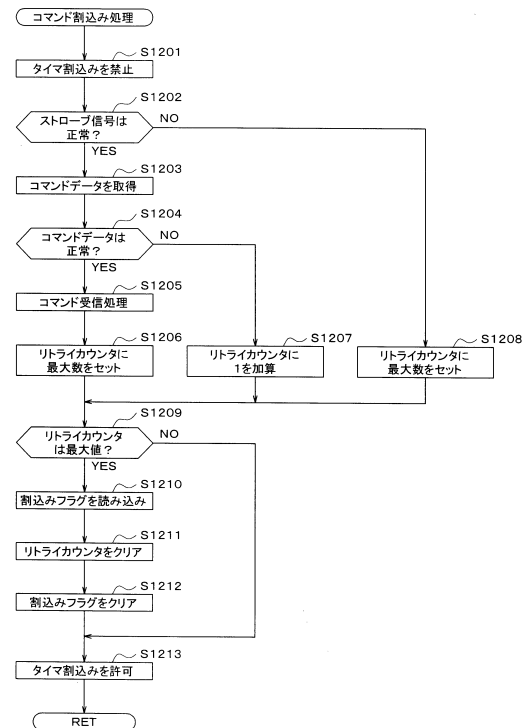 コマンド割込み処理
S1201
タイマ割込みを禁止
S1202
ストローブ信号は
正常？
NO
YES
S1203
コマンドデータを取得
S1204
コマンドデータは
正常？
NO
YES
S1205
コマンド受信処理
S1206
リトライカウンタに
最大数をセット
S1207
リトライカウンタに
1を加算
S1208
リトライカウンタに
最大数をセット
S1209
リトライカウンタ
は最大値？
NO
YES
S1210
割込みフラグを読み込み
S1211
リトライカウンタをクリア
S1212
割込みフラグをクリア
S1213
タイマ割込みを許可
RET